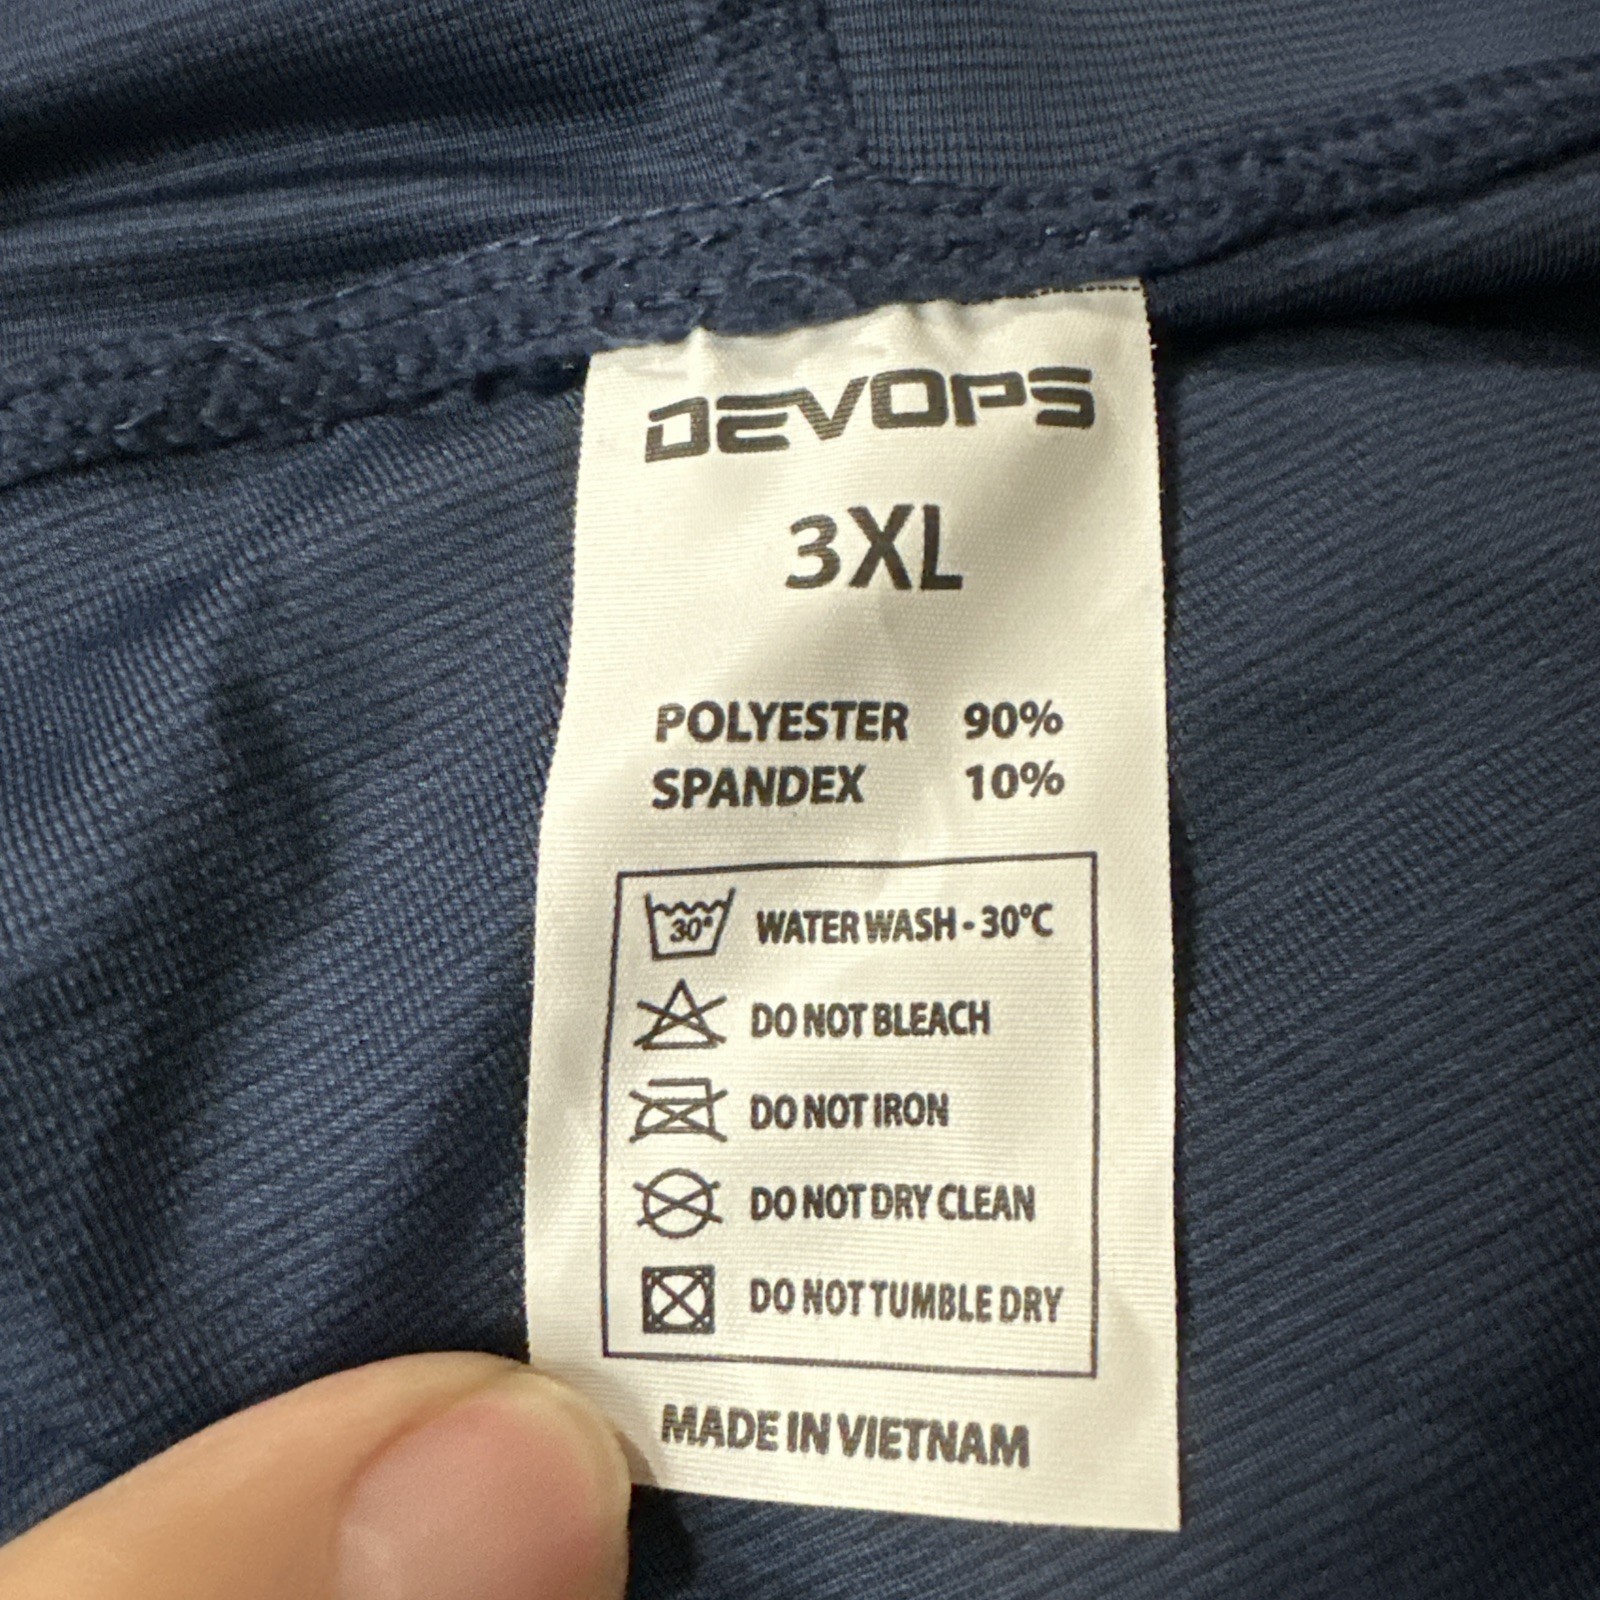 DEVOPS
3XL
POLYESTER 90%
SPANDEX 10%
30° WATER WASH - 30°C
DO NOT BLEACH
DO NOT IRON
DO NOT DRY CLEAN
DO NOT TUMBLE DRY
MADE IN VIETNAM